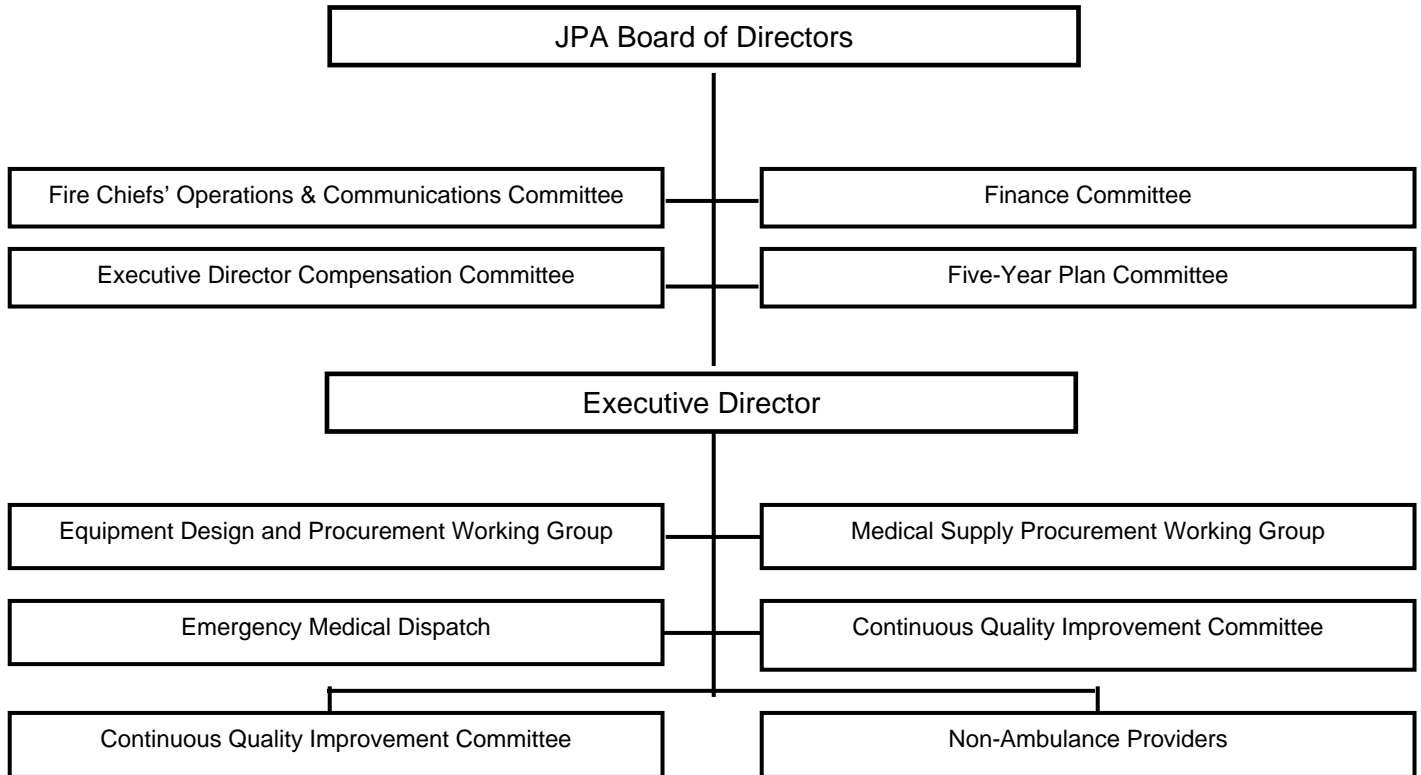 JPA Board of Directors
Fire Chiefs’ Operations & Communications Committee
Finance Committee
Executive Director Compensation Committee
Five-Year Plan Committee
Executive Director
Equipment Design and Procurement Working Group
Medical Supply Procurement Working Group
Emergency Medical Dispatch
Continuous Quality Improvement Committee
Continuous Quality Improvement Committee
Non-Ambulance Providers